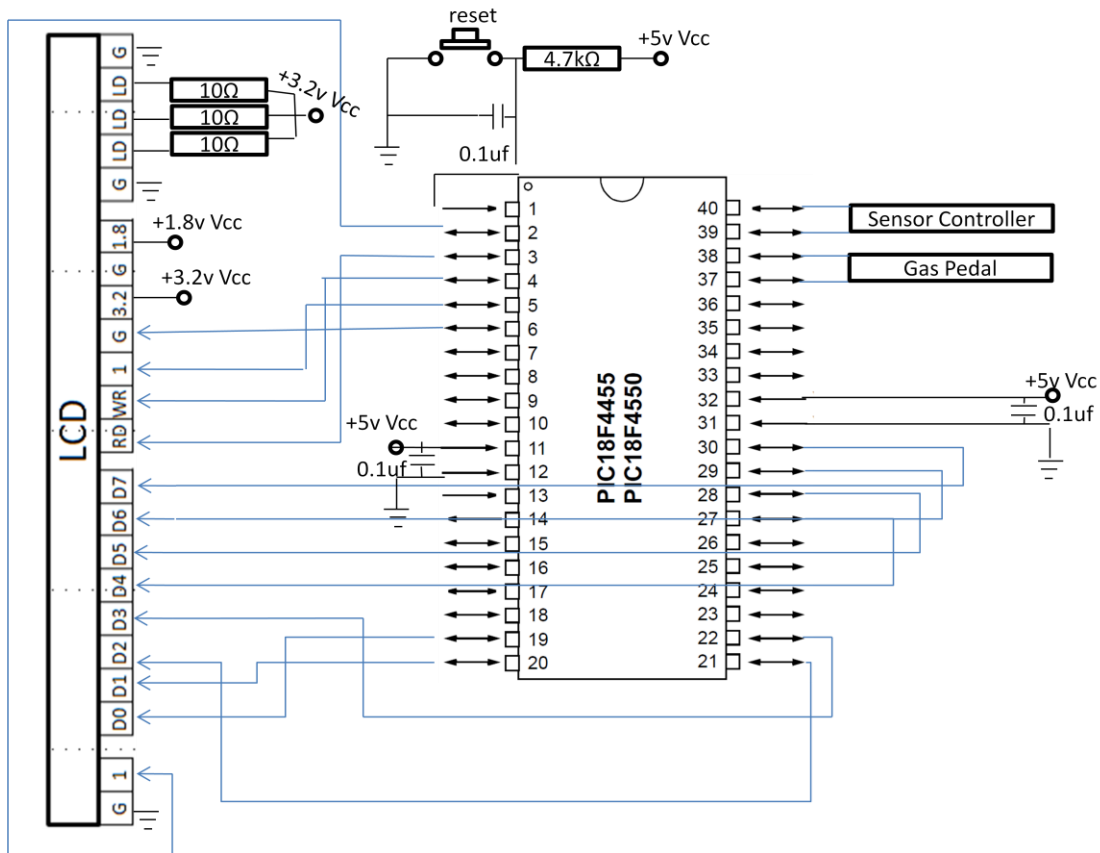 reset
+5v Vcc
4.7kΩ
0.1uf
G
LD
10Ω
LD
10Ω
LD
10Ω
+3.2v Vcc
G
1.8
+1.8v Vcc
G
3.2
+3.2v Vcc
G
1
WR
RD
LCD
D7
D6
D5
D4
D3
D2
D1
D0
1
G
PIC18F4455
PIC18F4550
1
2
3
4
5
6
7
8
9
10
11
12
13
14
15
16
17
18
19
20
40
39
38
37
36
35
34
33
32
31
30
29
28
27
26
25
24
23
22
21
Sensor Controller
Gas Pedal
+5v Vcc
0.1uf
+5v Vcc
0.1uf